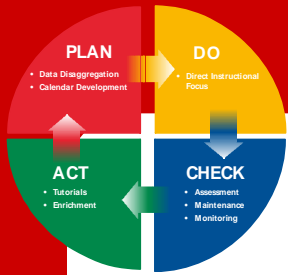 PLAN
• Data Disaggregation
• Calendar Development
DO
• Direct Instructional
Focus
ACT
• Tutorials
• Enrichment
CHECK
• Assessment
• Maintenance
• Monitoring